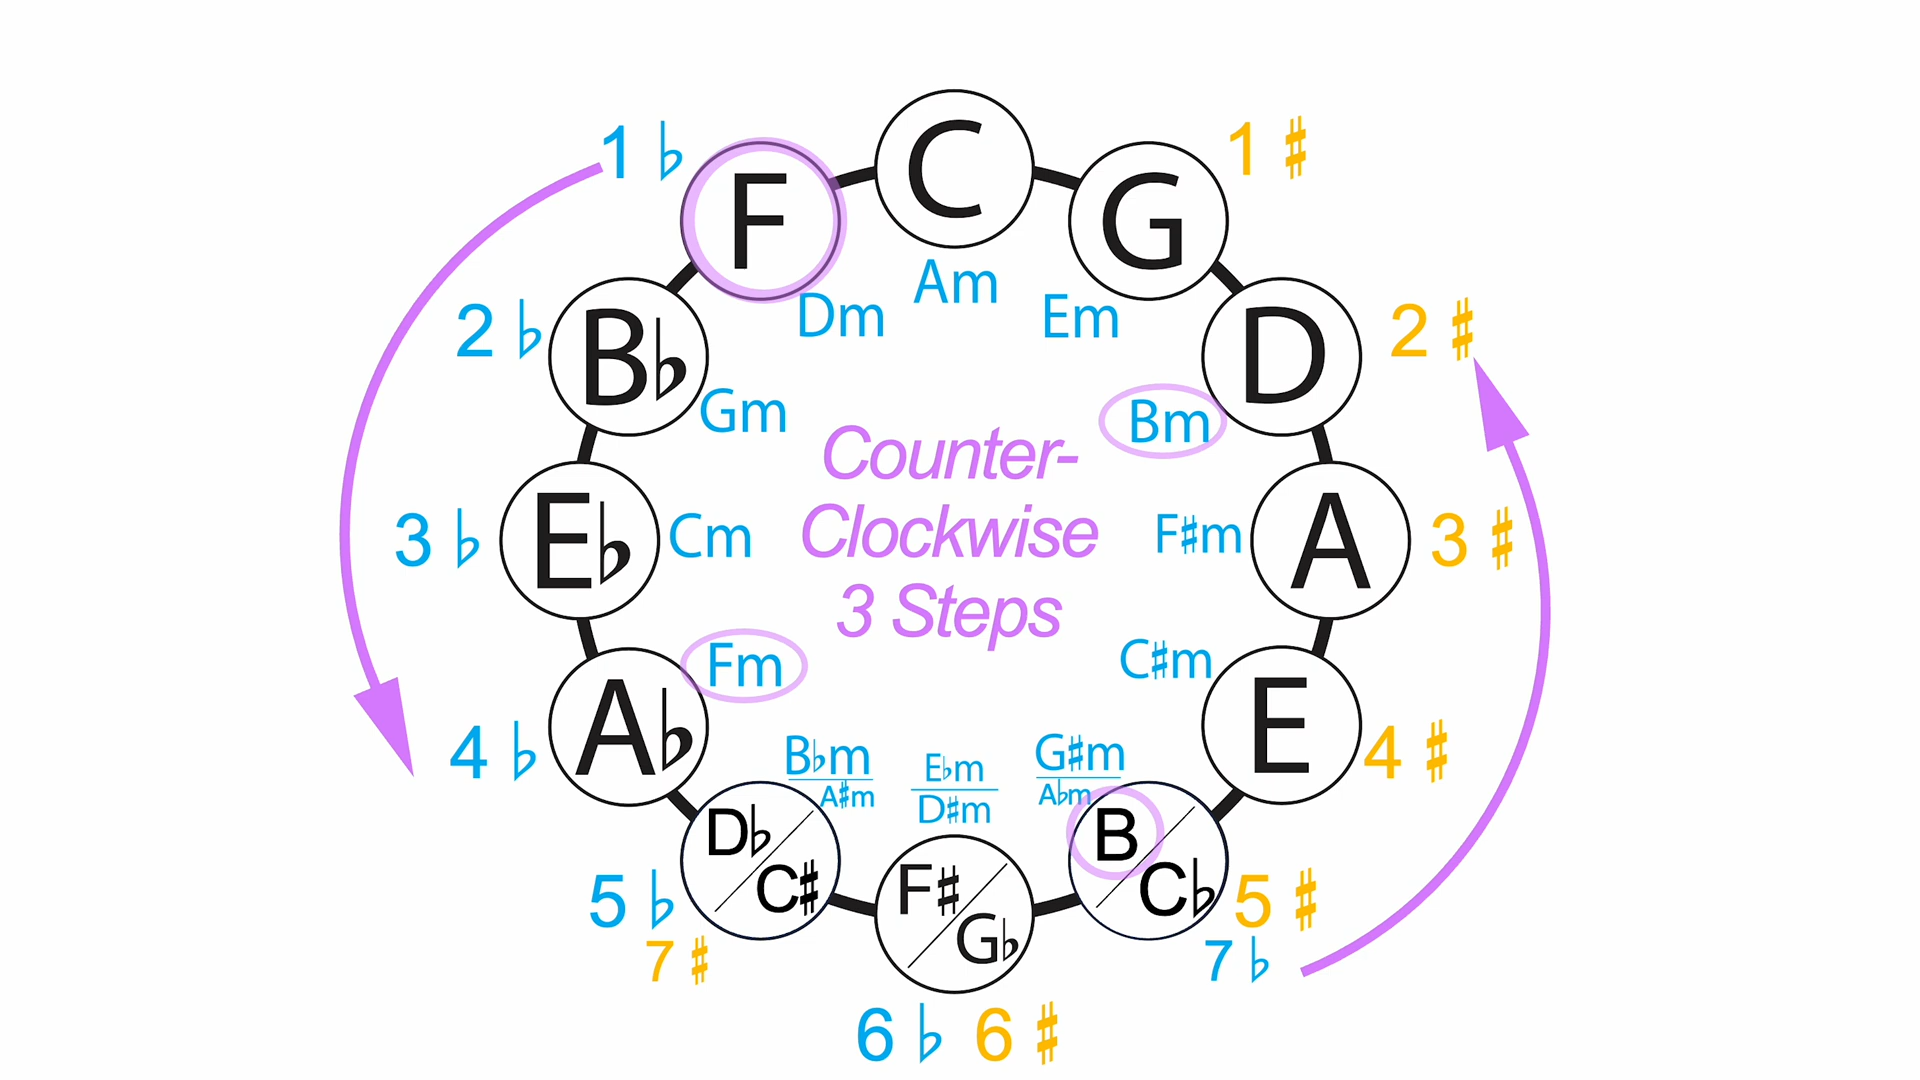 C
1 ♭
F
G
1 ♯
Am
Dm
Em
2 ♭
B♭
D
2 ♯
Gm
Bm
Counter-
Clockwise
3 Steps
3 ♭
E♭
Cm
F♯m
A
3 ♯
Fm
C♯m
4 ♭
A♭
E
4 ♯
B♭m
A♯m
E♭m
D♯m
G♯m
A♭m
D♭
C♯
F♯
G♭
B
C♭
5 ♭
7 ♯
5 ♯
7 ♭
6 ♭ 6 ♯